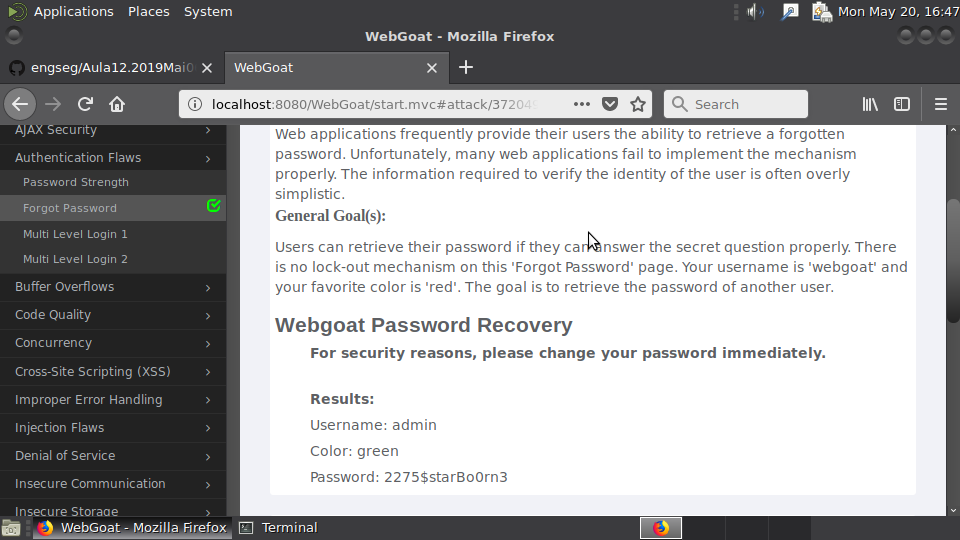 Applications Places System
Mon May 20, 16:47
WebGoat - Mozilla Firefox
engseg/Aula12.2019Mai
WebGoat
localhost:8080/WebGoat/start.mvc#attack/37204
Search
AJAX Security
Authentication Flaws
Password Strength
Forgot Password
Multi Level Login 1
Multi Level Login 2
Buffer Overflows
Code Quality
Concurrency
Cross-Site Scripting (XSS)
Improper Error Handling
Injection Flaws
Denial of Service
Insecure Communication
Insecure Storage
Web applications frequently provide their users the ability to retrieve a forgotten
password. Unfortunately, many web applications fail to implement the mechanism
properly. The information required to verify the identity of the user is often overly
simplistic.
General Goal(s):
Users can retrieve their password if they can answer the secret question properly. There
is no lock-out mechanism on this 'Forgot Password' page. Your username is 'webgoat' and
your favorite color is 'red'. The goal is to retrieve the password of another user.
Webgoat Password Recovery
For security reasons, please change your password immediately.
Results:
Username: admin
Color: green
Password: 2275$starBo0rn3
WebGoat - Mozilla Firefox
Terminal